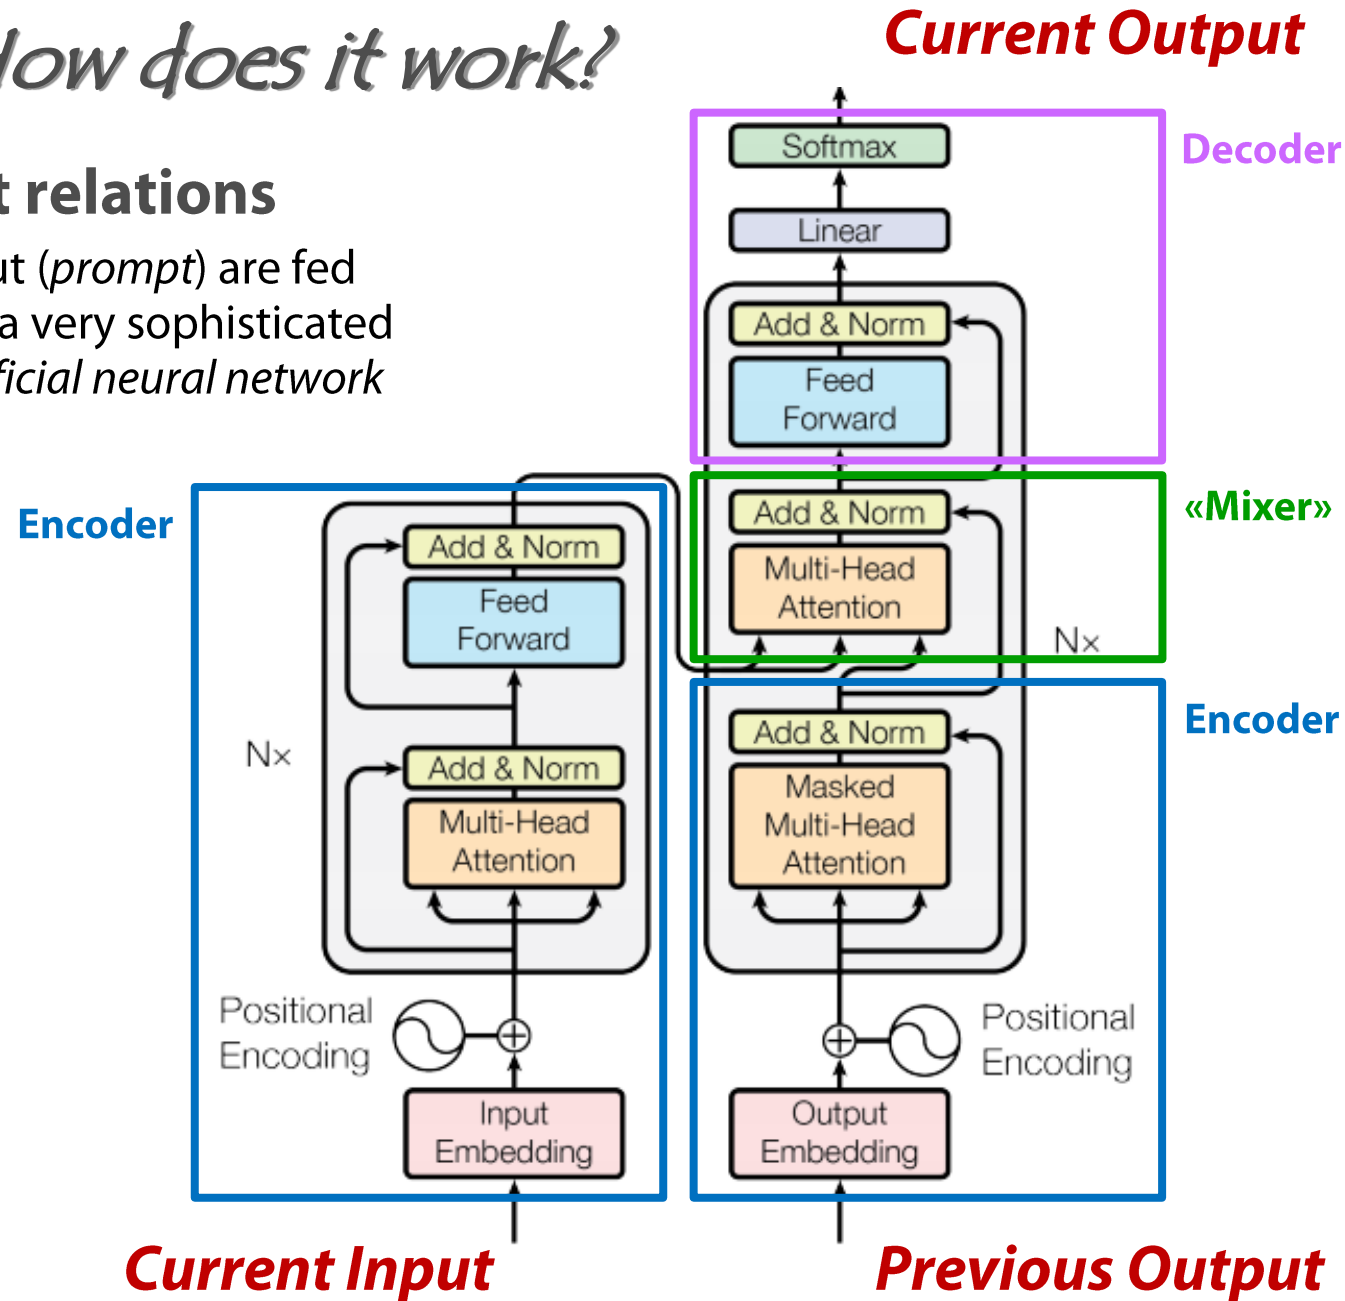 How does it work?
t relations
ut (prompt) are fed
a very sophisticated
ficial neural network
Current Output
Decoder
Softmax
Linear
Add & Norm
Feed
Forward
«Mixer»
Add & Norm
Multi-Head
Attention
Nx
Encoder
Add & Norm
Masked
Multi-Head
Attention
Positional
Encoding
Output
Embedding
Previous Output
Encoder
Add & Norm
Feed
Forward
Nx
Add & Norm
Multi-Head
Attention
Positional
Encoding
Input
Embedding
Current Input